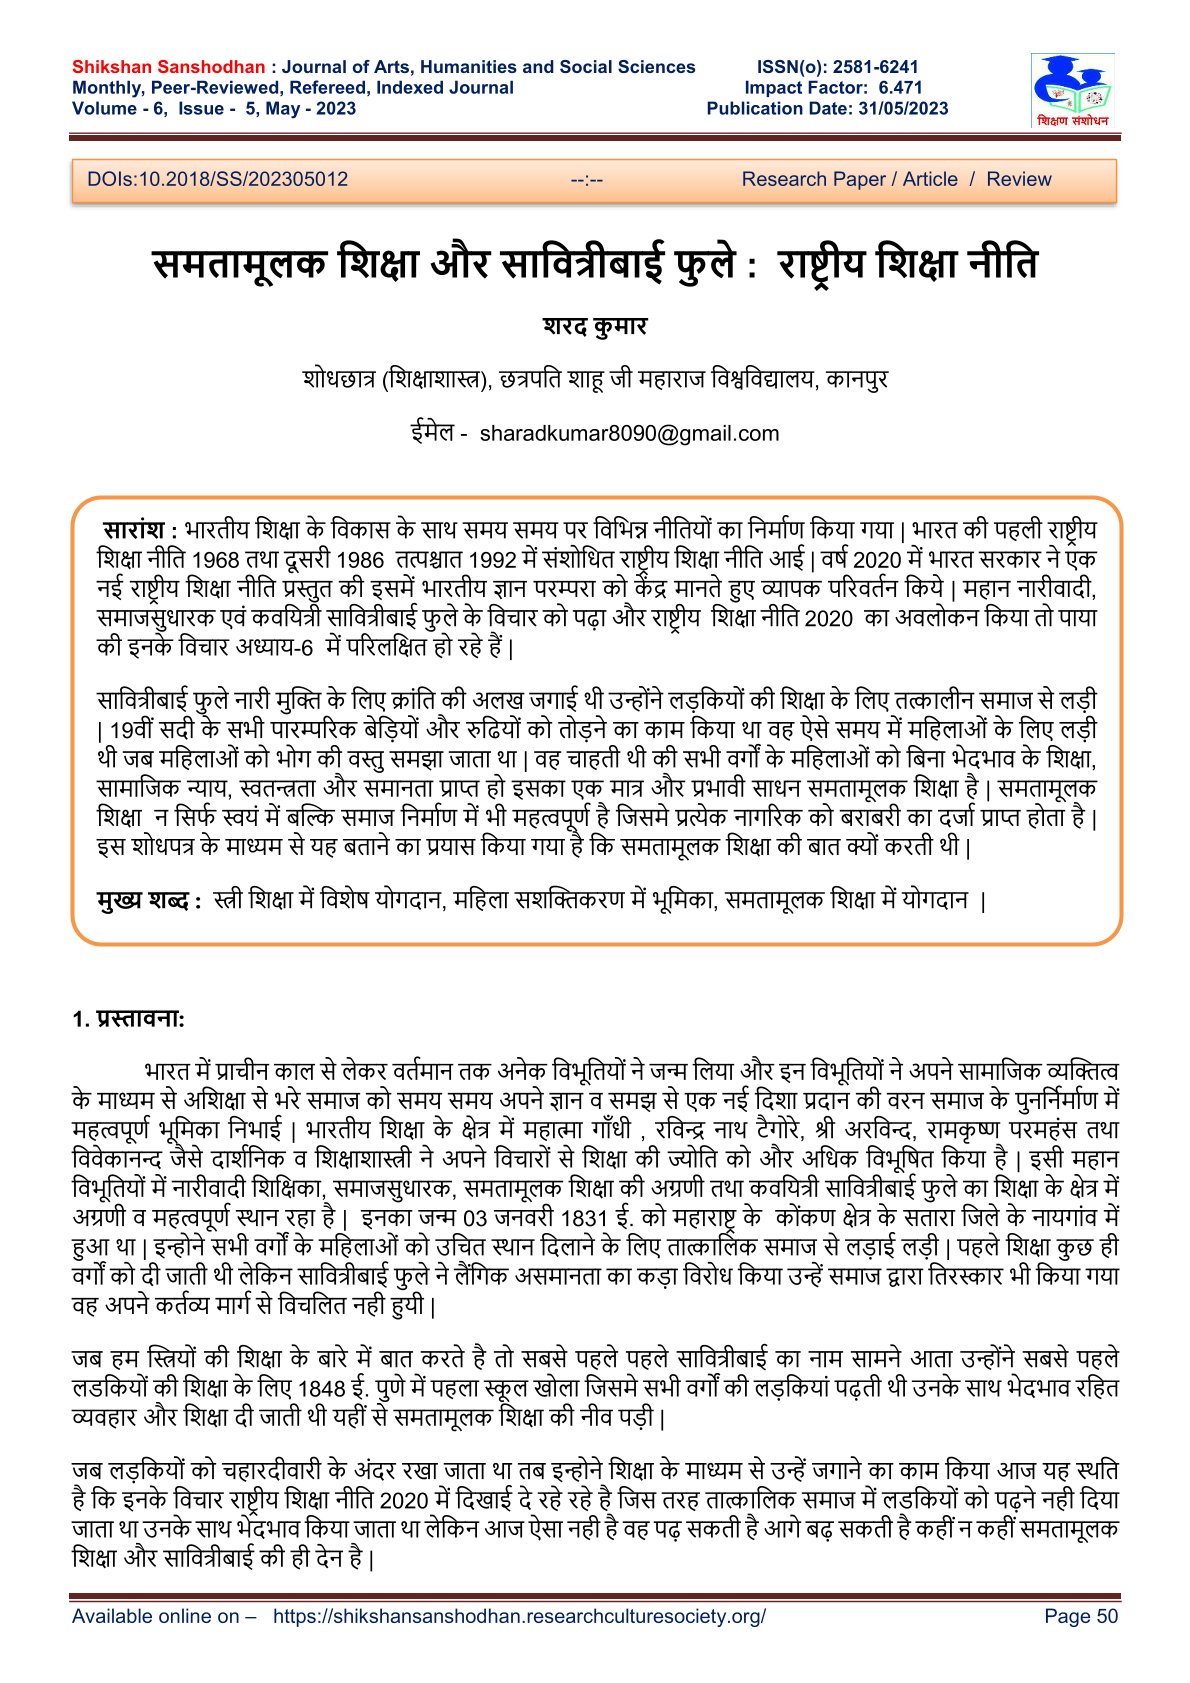 Shikshan Sanshodhan : Journal of Arts, Humanities and Social Sciences ISSN(o): 2581-6241
Monthly, Peer-Reviewed, Refereed, Indexed Journal Impact Factor: 6.471
Volume - 6, Issue - 5, May - 2023 Publication Date: 31/05/2023
शिक्षण संशोधन
DOIs:10.2018/SS/202305012 --:-- Research Paper / Article / Review
समतामूलक शिक्षा और सावित्रीबाई फुले : राष्ट्रीय शिक्षा नीति
शरद कुमार
शोधछात्र (शिक्षाशास्त्र), छत्रपति शाहू जी महाराज विश्वविद्यालय, कानपुर
ईमेल - sharadkumar8090@gmail.com
सारांश : भारतीय शिक्षा के विकास के साथ समय समय पर विभिन्न नीतियों का निर्माण किया गया | भारत की पहली राष्ट्रीय
शिक्षा नीति 1968 तथा दूसरी 1986 तत्पश्चात 1992 में संशोधित राष्ट्रीय शिक्षा नीति आई | वर्ष 2020 में भारत सरकार ने एक
नई राष्ट्रीय शिक्षा नीति प्रस्तुत की इसमें भारतीय ज्ञान परम्परा को केंद्र मानते हुए व्यापक परिवर्तन किये | महान नारीवादी,
समाजसुधारक एवं कवयित्री सावित्रीबाई फुले के विचार को पढ़ा और राष्ट्रीय शिक्षा नीति 2020 का अवलोकन किया तो पाया
की इनके विचार अध्याय-6 में परिलक्षित हो रहे हैं |
सावित्रीबाई फुले नारी मुक्ति के लिए क्रांति की अलख जगाई थी उन्होंने लड़कियों की शिक्षा के लिए तत्कालीन समाज से लड़ी
| 19वीं सदी के सभी पारम्परिक बेड़ियों और रुढियों को तोड़ने का काम किया था वह ऐसे समय में महिलाओं के लिए लड़ी
थी जब महिलाओं को भोग की वस्तु समझा जाता था | वह चाहती थी की सभी वर्गों के महिलाओं को बिना भेदभाव के शिक्षा,
सामाजिक न्याय, स्वतन्त्रता और समानता प्राप्त हो इसका एक मात्र और प्रभावी साधन समतामूलक शिक्षा है | समतामूलक
शिक्षा न सिर्फ स्वयं में बल्कि समाज निर्माण में भी महत्वपूर्ण है जिसमे प्रत्येक नागरिक को बराबरी का दर्जा प्राप्त होता है |
इस शोधपत्र के माध्यम से यह बताने का प्रयास किया गया है कि समतामूलक शिक्षा की बात क्यों करती थी |
मुख्य शब्द : स्त्री शिक्षा में विशेष योगदान, महिला सशक्तिकरण में भूमिका, समतामूलक शिक्षा में योगदान |
1. प्रस्तावना:
भारत में प्राचीन काल से लेकर वर्तमान तक अनेक विभूतियों ने जन्म लिया और इन विभूतियों ने अपने सामाजिक व्यक्तित्व
के माध्यम से अशिक्षा से भरे समाज को समय समय अपने ज्ञान व समझ से एक नई दिशा प्रदान की वरन समाज के पुनर्निर्माण में
महत्वपूर्ण भूमिका निभाई | भारतीय शिक्षा के क्षेत्र में महात्मा गाँधी , रविन्द्र नाथ टैगोरे, श्री अरविन्द, रामकृष्ण परमहंस तथा
विवेकानन्द जैसे दार्शनिक व शिक्षाशास्त्री ने अपने विचारों से शिक्षा की ज्योति को और अधिक विभूषित किया है | इसी महान
विभूतियों में नारीवादी शिक्षिका, समाजसुधारक, समतामूलक शिक्षा की अग्रणी तथा कवयित्री सावित्रीबाई फुले का शिक्षा के क्षेत्र में
अग्रणी व महत्वपूर्ण स्थान रहा है | इनका जन्म 03 जनवरी 1831 ई. को महाराष्ट्र के कोंकण क्षेत्र के सतारा जिले के नायगांव में
हुआ था | इन्होने सभी वर्गों के महिलाओं को उचित स्थान दिलाने के लिए तात्कालिक समाज से लड़ाई लड़ी | पहले शिक्षा कुछ ही
वर्गों को दी जाती थी लेकिन सावित्रीबाई फुले ने लैंगिक असमानता का कड़ा विरोध किया उन्हें समाज द्वारा तिरस्कार भी किया गया
वह अपने कर्तव्य मार्ग से विचलित नही हुयी |
जब हम स्त्रियों की शिक्षा के बारे में बात करते है तो सबसे पहले पहले सावित्रीबाई का नाम सामने आता उन्होंने सबसे पहले
लडकियों की शिक्षा के लिए 1848 ई. पुणे में पहला स्कूल खोला जिसमे सभी वर्गों की लड़कियां पढ़ती थी उनके साथ भेदभाव रहित
व्यवहार और शिक्षा दी जाती थी यहीं से समतामूलक शिक्षा की नीव पड़ी |
जब लड़कियों को चहारदीवारी के अंदर रखा जाता था तब इन्होने शिक्षा के माध्यम से उन्हें जगाने का काम किया आज यह स्थति
है कि इनके विचार राष्ट्रीय शिक्षा नीति 2020 में दिखाई दे रहे रहे है जिस तरह तात्कालिक समाज में लडकियों को पढ़ने नही दिया
जाता था उनके साथ भेदभाव किया जाता था लेकिन आज ऐसा नही है वह पढ़ सकती है आगे बढ़ सकती है कहीं न कहीं समतामूलक
शिक्षा और सावित्रीबाई की ही देन है |
Available online on – https://shikshansanshodhan.researchculturesociety.org/ Page 50